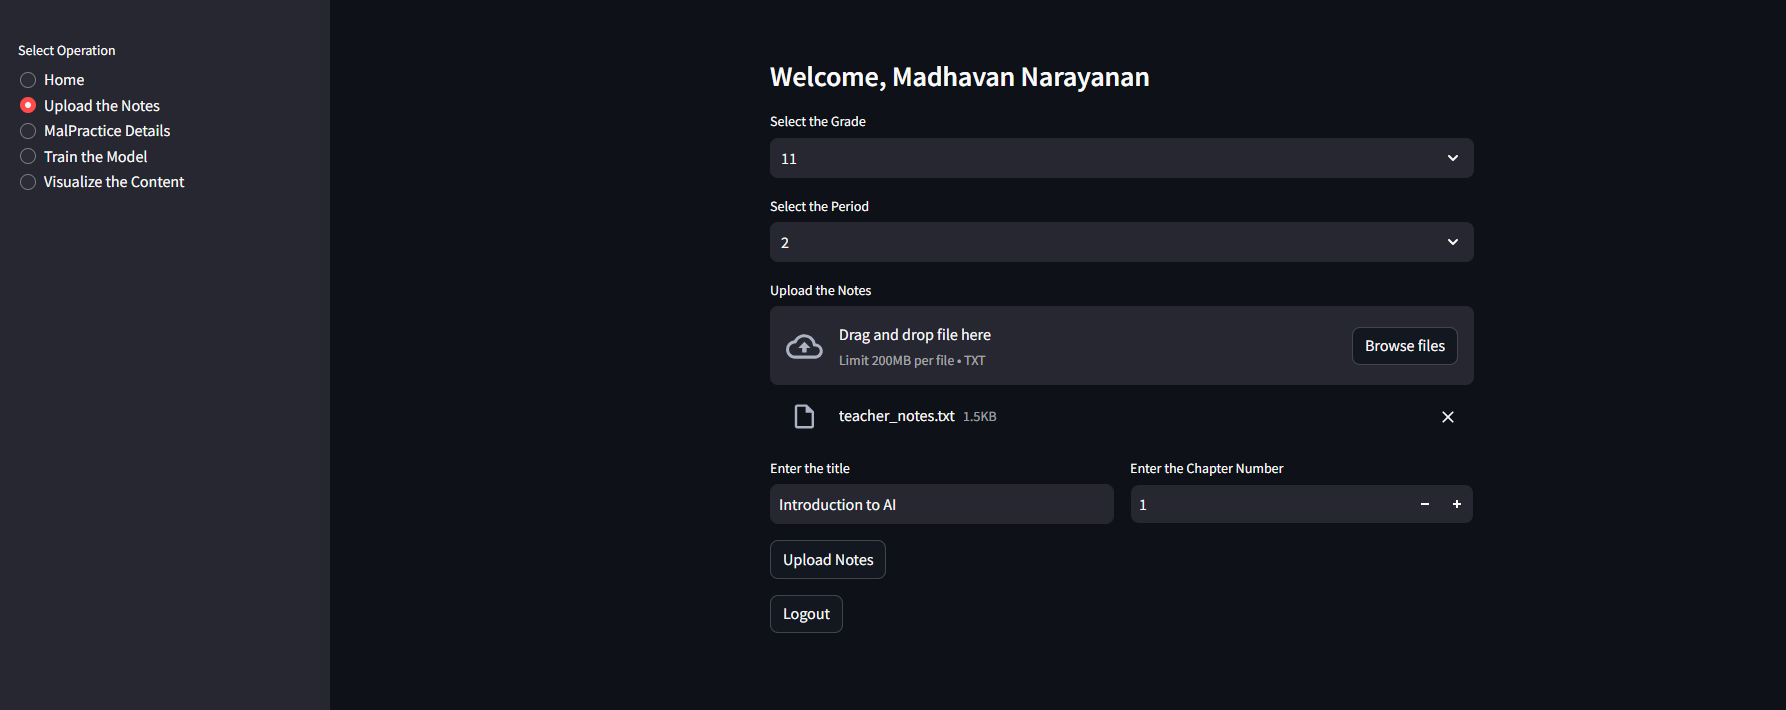 Select Operation
Home
Upload the Notes
MalPractice Details
Train the Model
Visualize the Content
Welcome, Madhavan Narayanan
Select the Grade
11
Select the Period
2
Upload the Notes
Drag and drop file here
Limit 200MB per file • TXT
Browse files
teacher_notes.txt 1.5KB
Enter the title
Introduction to AI
Enter the Chapter Number
1
Upload Notes
Logout